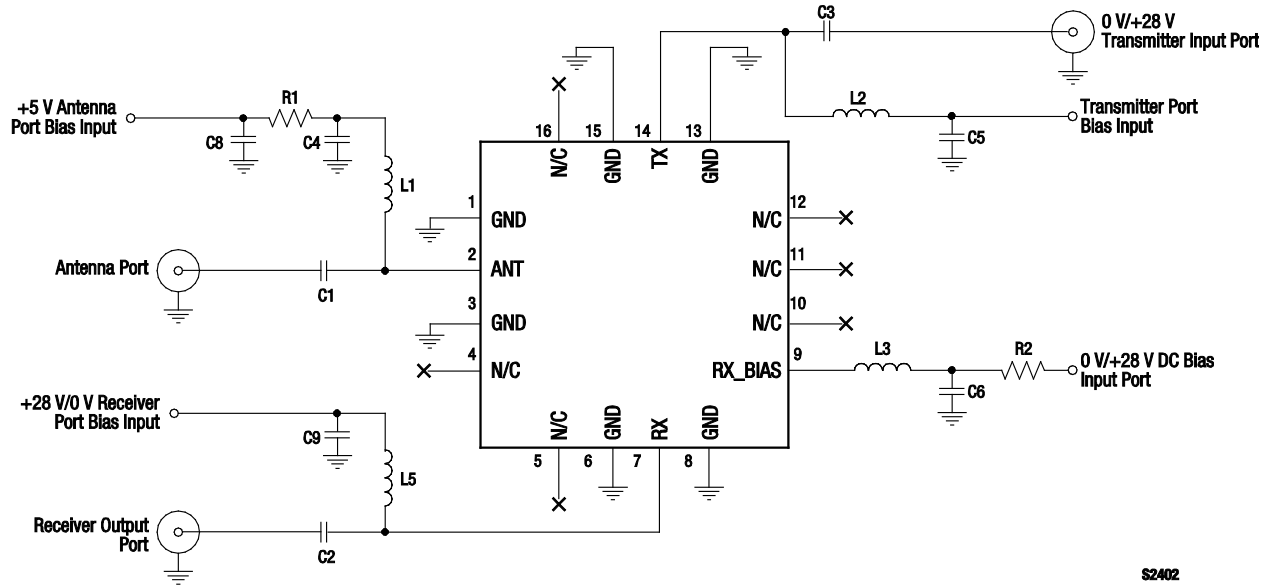 C3
0 V/+28 V
Transmitter Input Port
+5 V Antenna
Port Bias Input
R1
C8
C4
L2
Transmitter Port
Bias Input
C5
16
15
14
13
N/C
GND
TX
GND
L1
1
GND
12
N/C
Antenna Port
C1
2
ANT
11
N/C
3
GND
10
N/C
4
N/C
9
RX_BIAS
L3
R2
0 V/+28 V DC Bias
Input Port
C6
+28 V/0 V Receiver
Port Bias Input
C9
N/C
GND
RX
GND
5
6
7
8
L5
Receiver Output
Port
C2
S2402